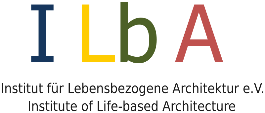 ILbA
Institut für Lebensbezogene Architektur e.V.
Institute of Life-based Architecture